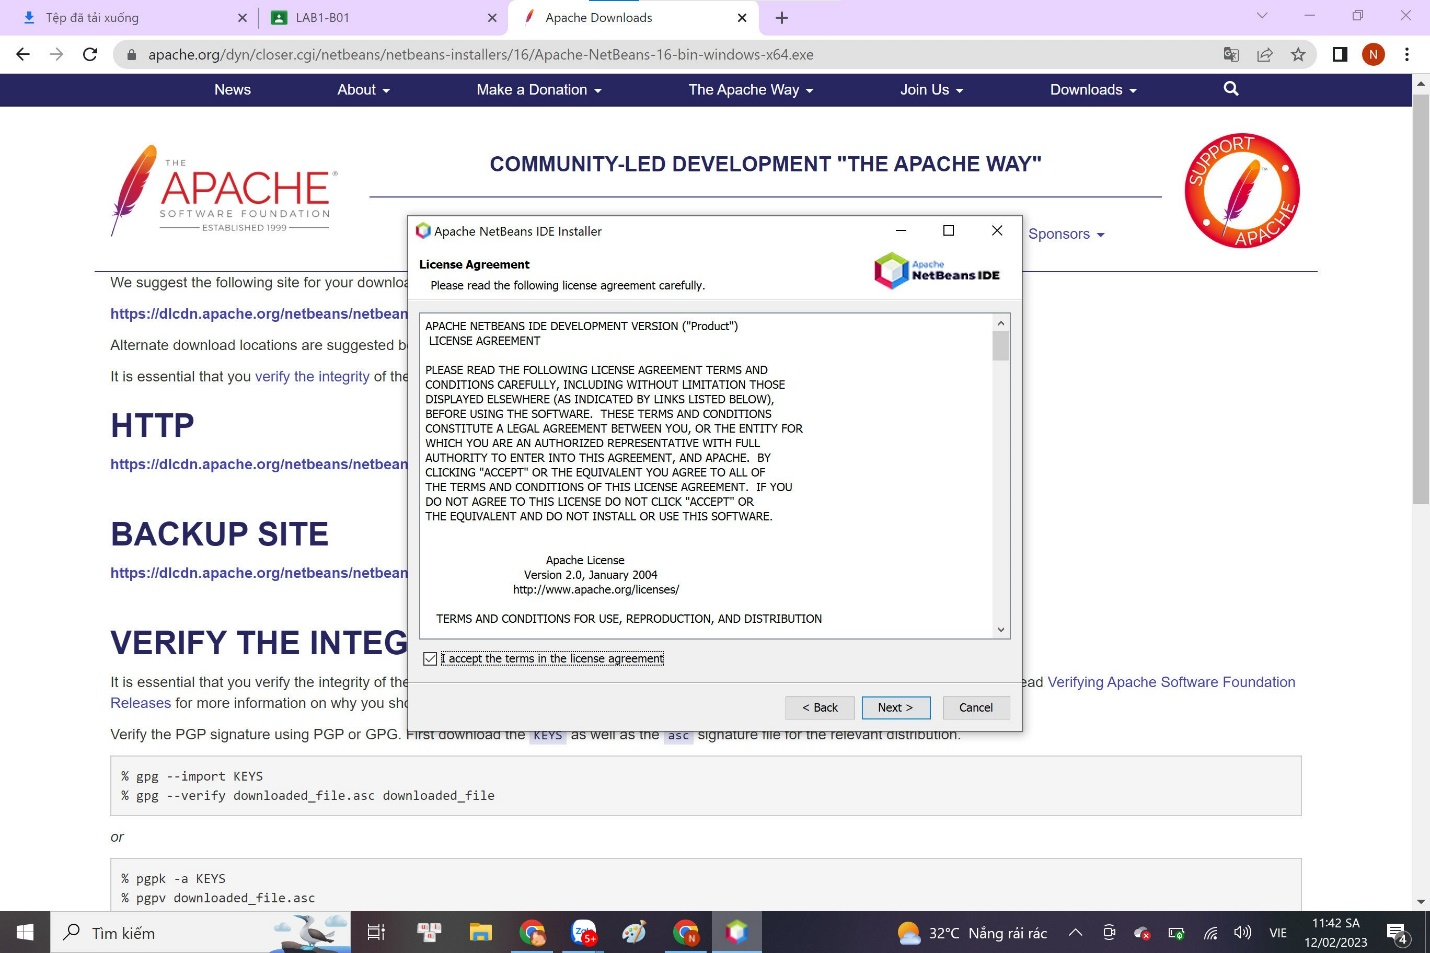 Tệp đã tải xuống
LAB1-B01
Apache Downloads
apache.org/dyn/closer.cgi/netbeans/netbeans-installers/16/Apache-NetBeans-16-bin-windows-x64.exe
N
News
About
Make a Donation
The Apache Way
Join Us
Downloads
THE
APACHE®
SOFTWARE FOUNDATION
ESTABLISHED 1999
COMMUNITY-LED DEVELOPMENT "THE APACHE WAY"
SUPPORT
APACHE
Sponsors
We suggest the following site for your downloa
https://dlcdn.apache.org/netbeans/netbean
Alternate download locations are suggested b
It is essential that you verify the integrity of the
HTTP
https://dlcdn.apache.org/netbeans/netbean
BACKUP SITE
https://dlcdn.apache.org/netbeans/netbean
VERIFY THE INTEG
It is essential that you verify the integrity of the
ead Verifying Apache Software Foundation
Releases for more information on why you sho
Verify the PGP signature using PGP or GPG. First download the KEYS as well as the asc signature file for the relevant distribution.
% gpg --import KEYS
% gpg --verify downloaded_file.asc downloaded_file
or
% pgpk -a KEYS
% pgpv downloaded_file.asc
Apache NetBeans IDE Installer
License Agreement
Please read the following license agreement carefully.
Apache
NetBeans IDE
APACHE NETBEANS IDE DEVELOPMENT VERSION ("Product")
LICENSE AGREEMENT
PLEASE READ THE FOLLOWING LICENSE AGREEMENT TERMS AND
CONDITIONS CAREFULLY, INCLUDING WITHOUT LIMITATION THOSE
DISPLAYED ELSEWHERE (AS INDICATED BY LINKS LISTED BELOW),
BEFORE USING THE SOFTWARE. THESE TERMS AND CONDITIONS
CONSTITUTE A LEGAL AGREEMENT BETWEEN YOU, OR THE ENTITY FOR
WHICH YOU ARE AN AUTHORIZED REPRESENTATIVE WITH FULL
AUTHORITY TO ENTER INTO THIS AGREEMENT, AND APACHE. BY
CLICKING "ACCEPT" OR THE EQUIVALENT YOU AGREE TO ALL OF
THE TERMS AND CONDITIONS OF THIS LICENSE AGREEMENT. IF YOU
DO NOT AGREE TO THIS LICENSE DO NOT CLICK "ACCEPT" OR
THE EQUIVALENT AND DO NOT INSTALL OR USE THIS SOFTWARE.
Apache License
Version 2.0, January 2004
http://www.apache.org/licenses/
TERMS AND CONDITIONS FOR USE, REPRODUCTION, AND DISTRIBUTION
I accept the terms in the license agreement
< Back
Next >
Cancel
Tìm kiếm
5+
N
32°C Nắng rải rác
VIE
11:42 SA
12/02/2023
4